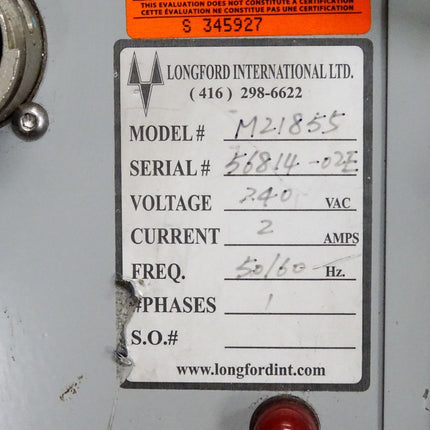 THIS EVALUATION DOES NOT CONSTITUTE A CERTIFICATION
CETTE ÉVALUATION NE CONSTITUE PAS UNE CERTIFICATION
S 345927
LONGFORD INTERNATIONAL LTD.
( 416 ) 298-6622
MODEL# M21855
SERIAL# 56814-02E
VOLTAGE 240 VAC
CURRENT 2 AMPS
FREQ. 50/60 Hz.
#PHASES 1
S.O.#
www.longfordint.com